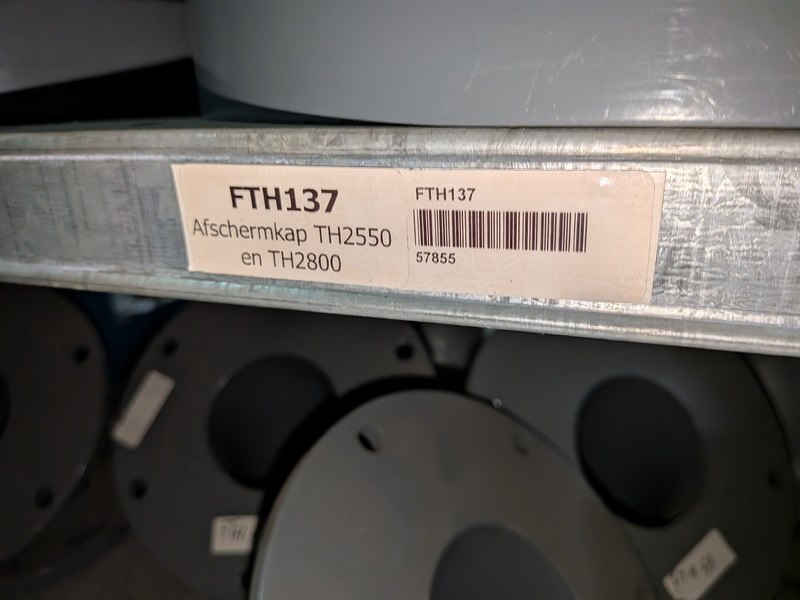 FTH137
Afschermkap TH2550
en TH2800
FTH137
57855